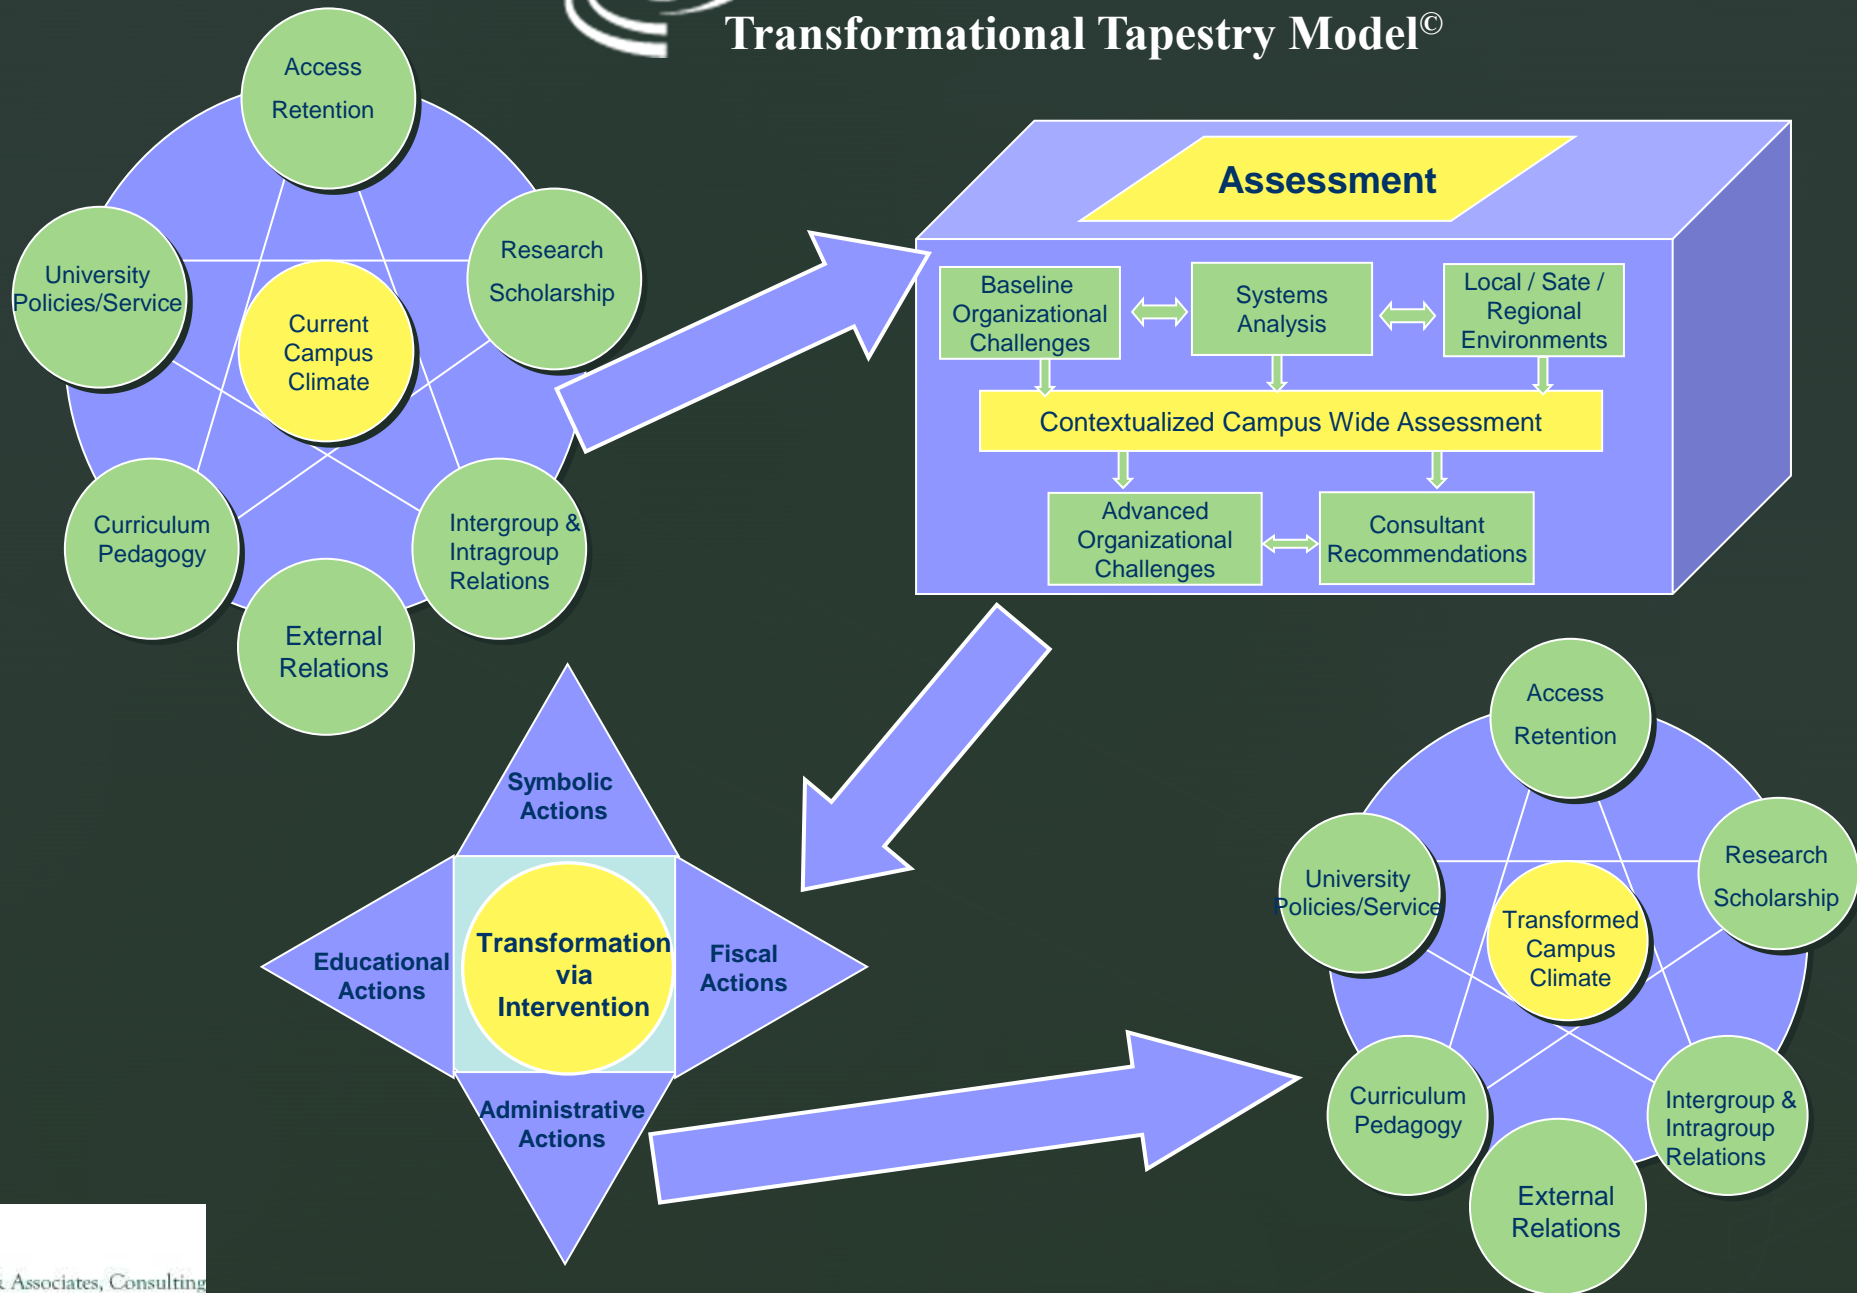 Transformational Tapestry Model©
Access
Retention
Research
Scholarship
University
Policies/Service
Current
Campus
Climate
Curriculum
Pedagogy
Intergroup &
Intragroup
Relations
External
Relations
Assessment
Baseline
Organizational
Challenges
Systems
Analysis
Local / Sate /
Regional
Environments
Contextualized Campus Wide Assessment
Advanced
Organizational
Challenges
Consultant
Recommendations
Symbolic
Actions
Educational
Actions
Transformation
via
Intervention
Fiscal
Actions
Administrative
Actions
Access
Retention
Research
Scholarship
University
Policies/Service
Transformed
Campus
Climate
Curriculum
Pedagogy
Intergroup &
Intragroup
Relations
External
Relations
Associates, Consulting